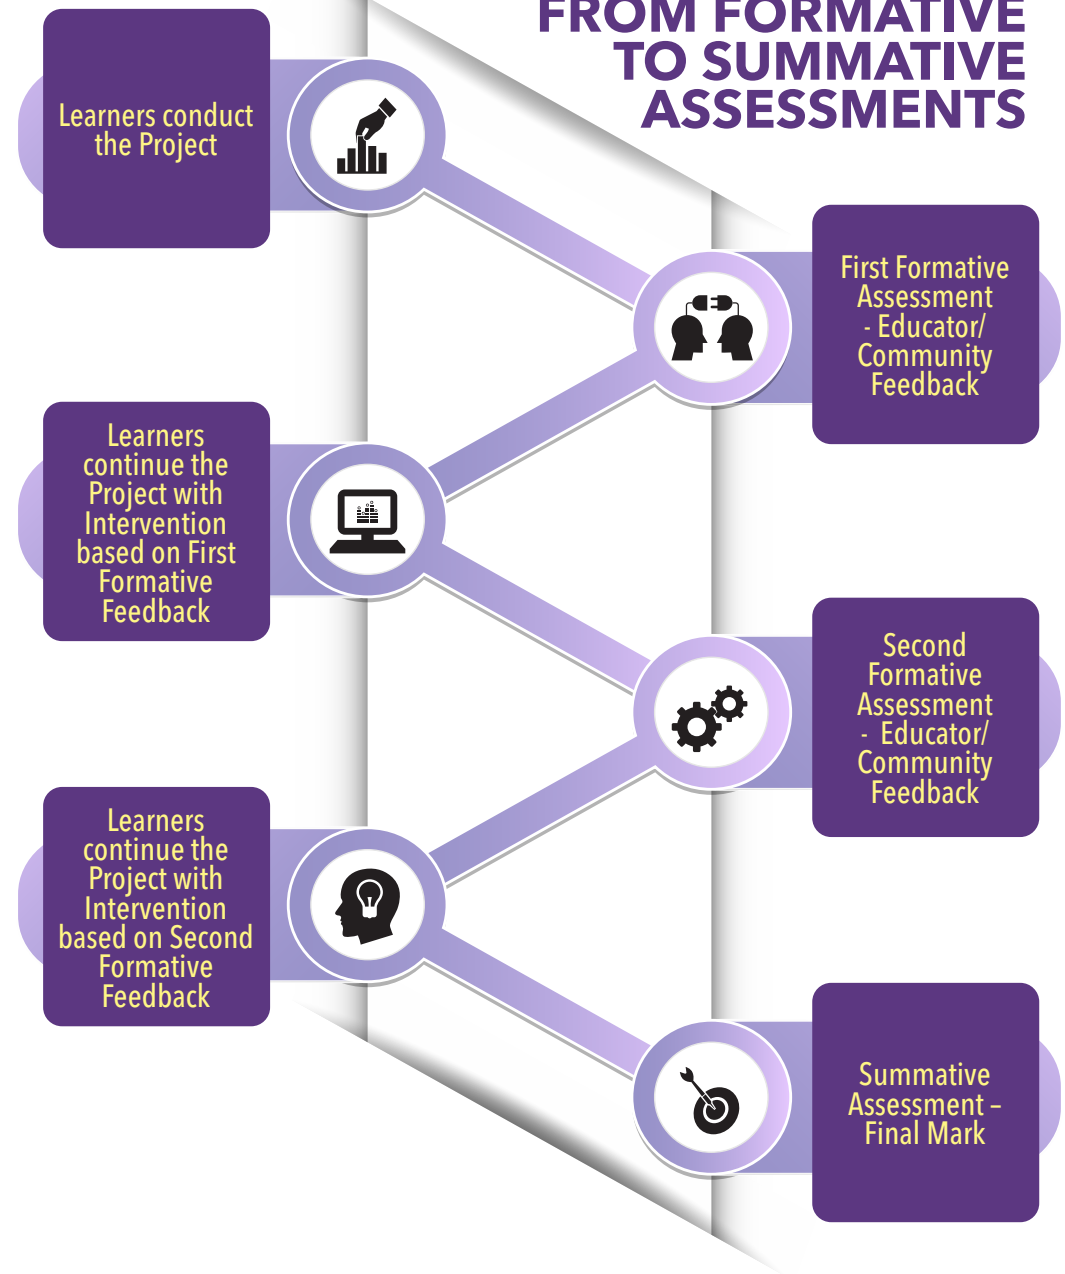 FROM FORMATIVE
TO SUMMATIVE
ASSESSMENTS
Learners conduct
the Project
First Formative
Assessment
- Educator/
Community
Feedback
Learners
continue the
Project with
Intervention
based on First
Formative
Feedback
Second
Formative
Assessment
- Educator/
Community
Feedback
Learners
continue the
Project with
Intervention
based on Second
Formative
Feedback
Summative
Assessment –
Final Mark